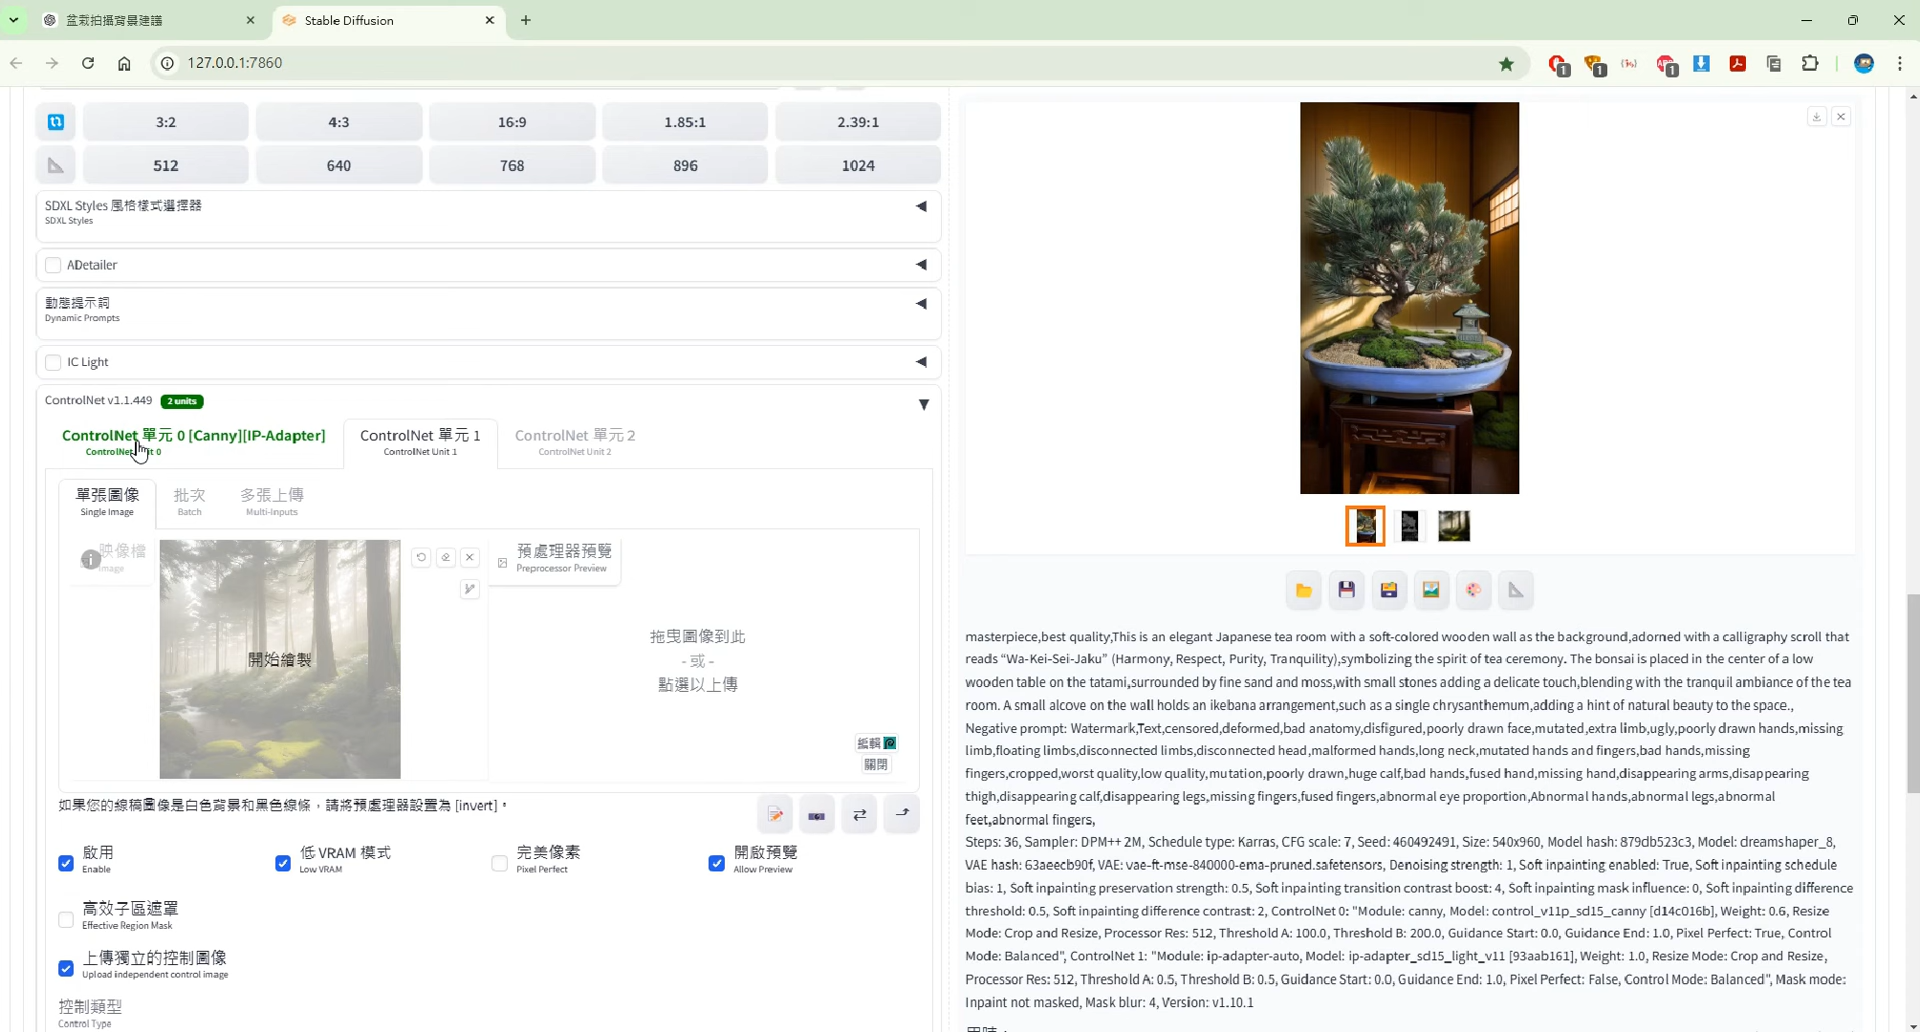 盆栽拍攝背景建議
Stable Diffusion
127.0.0.1:7860
3:2
4:3
16:9
1.85:1
2.39:1
512
640
768
896
1024
SDXL Styles 風格樣式選擇器
SDXL Styles
ADetailer
動態提示詞
Dynamic Prompts
IC Light
ControlNet v1.1.449
2 units
ControlNet 單元 0 [Canny][IP-Adapter]
ControlNet 單元 1
ControlNet Unit 1
ControlNet 單元 2
ControlNet Unit 2
單張圖像
Single Image
批次
Batch
多張上傳
Multi-Inputs
映像檔
Image
開始繪製
預處理器預覽
Preprocessor Preview
拖曳圖像到此
- 或 -
點選以上傳
編輯
關閉
如果您的線稿圖像是白色背景和黑色線條，請將預處理器設置為 [invert]。
啟用
Enable
低 VRAM 模式
Low VRAM
完美像素
Pixel Perfect
開啟預覽
Allow Preview
高效子區遮罩
Effective Region Mask
上傳獨立的控制圖像
Upload independent control image
控制類型
Control Type
masterpiece,best quality,This is an elegant Japanese tea room with a soft-colored wooden wall as the background,adorned with a calligraphy scroll that
reads “Wa-Kei-Sei-Jaku” (Harmony, Respect, Purity, Tranquility),symbolizing the spirit of tea ceremony. The bonsai is placed in the center of a low
wooden table on the tatami,surrounded by fine sand and moss,with small stones adding a delicate touch,blending with the tranquil ambiance of the tea
room. A small alcove on the wall holds an ikebana arrangement,such as a single chrysanthemum,adding a hint of natural beauty to the space.,
Negative prompt: Watermark,Text,censored,deformed,bad anatomy,disfigured,poorly drawn face,mutated,extra limb,ugly,poorly drawn hands,missing
limb,floating limbs,disconnected limbs,disconnected head,malformed hands,long neck,mutated hands and fingers,bad hands,missing
fingers,cropped,worst quality,low quality,mutation,poorly drawn,huge calf,bad hands,fused hand,missing hand,disappearing arms,disappearing
thigh,disappearing calf,disappearing legs,missing fingers,fused fingers,abnormal eye proportion,Abnormal hands,abnormal legs,abnormal
feet,abnormal fingers,
Steps: 36, Sampler: DPM++ 2M, Schedule type: Karras, CFG scale: 7, Seed: 460492491, Size: 540x960, Model hash: 879db523c3, Model: dreamshaper_8,
VAE hash: 63aeecb90f, VAE: vae-ft-mse-840000-ema-pruned.safetensors, Denoising strength: 1, Soft inpainting enabled: True, Soft inpainting schedule
bias: 1, Soft inpainting preservation strength: 0.5, Soft inpainting transition contrast boost: 4, Soft inpainting mask influence: 0, Soft inpainting difference
threshold: 0.5, Soft inpainting difference contrast: 2, ControlNet 0: "Module: canny, Model: control_v11p_sd15_canny [d14c016b], Weight: 0.6, Resize
Mode: Crop and Resize, Processor Res: 512, Threshold A: 100.0, Threshold B: 200.0, Guidance Start: 0.0, Guidance End: 1.0, Pixel Perfect: True, Control
Mode: Balanced", ControlNet 1: "Module: ip-adapter-auto, Model: ip-adapter_sd15_light_v11 [93aab161], Weight: 1.0, Resize Mode: Crop and Resize,
Processor Res: 512, Threshold A: 0.5, Threshold B: 0.5, Guidance Start: 0.0, Guidance End: 1.0, Pixel Perfect: False, Control Mode: Balanced", Mask mode:
Inpaint not masked, Mask blur: 4, Version: v1.10.1